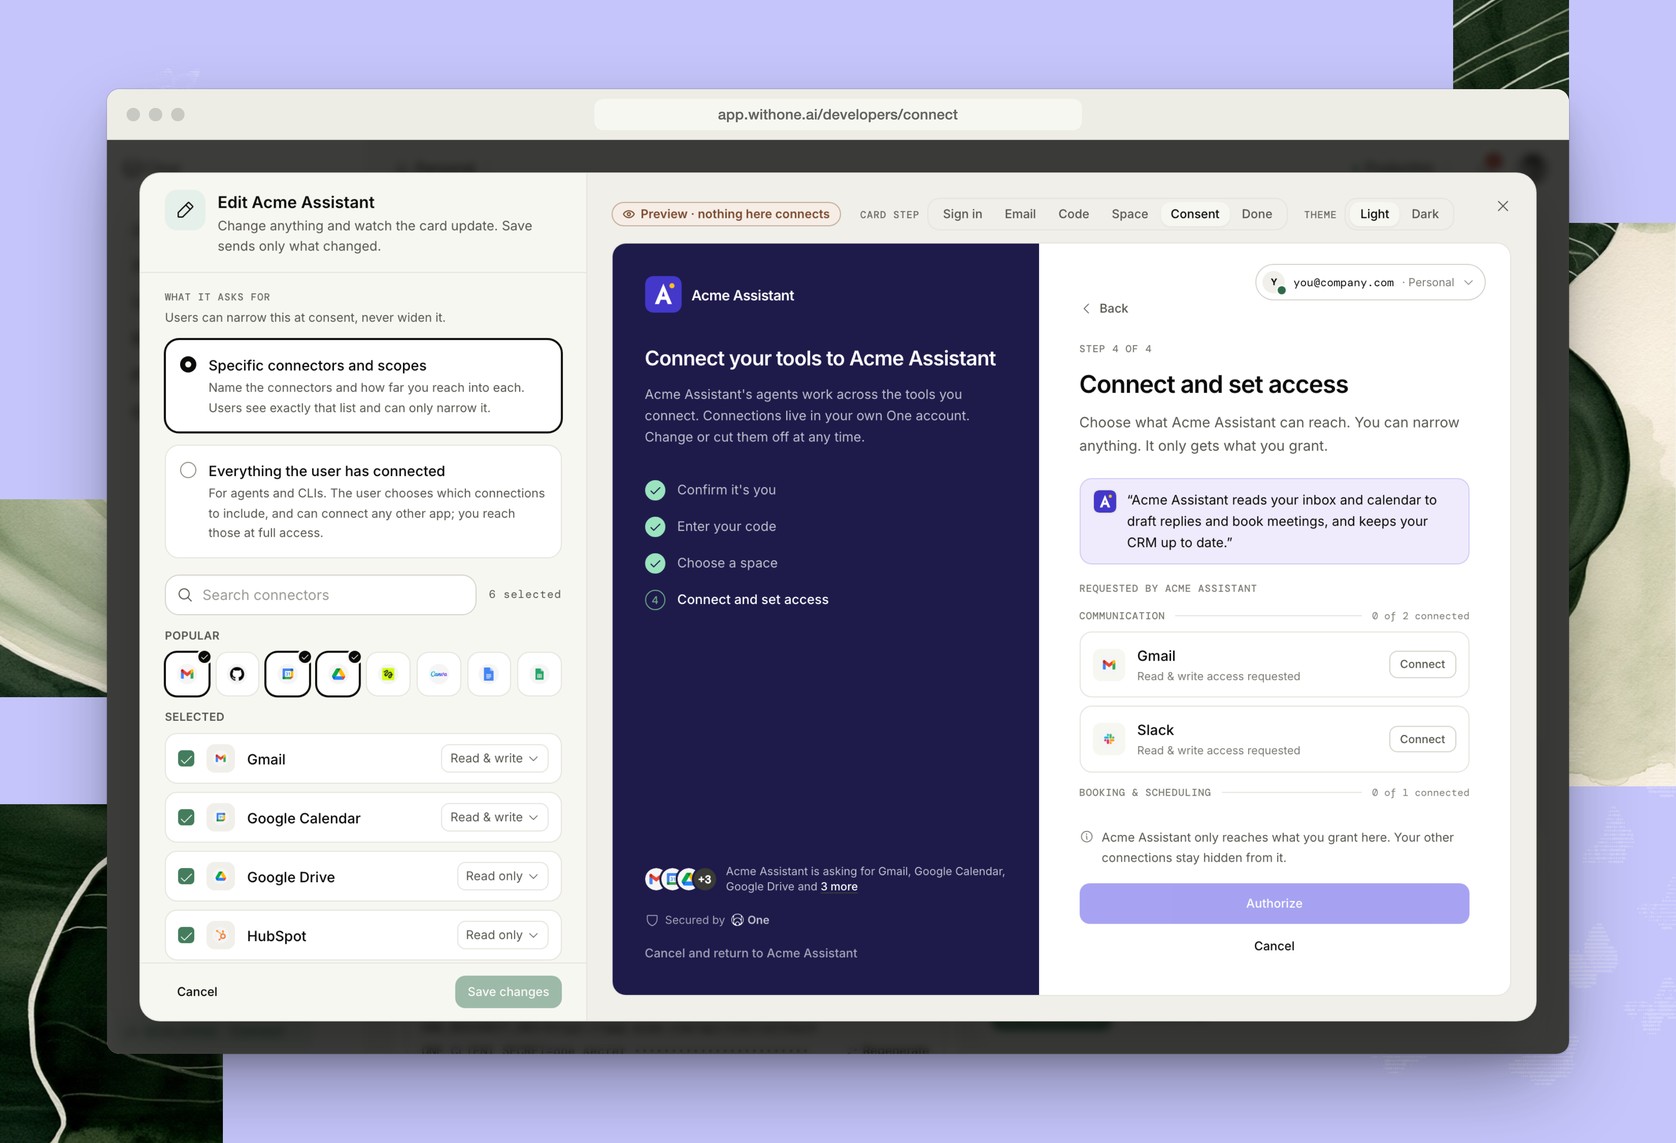 app.withone.ai/developers/connect
Edit Acme Assistant
Change anything and watch the card update. Save
sends only what changed.
WHAT IT ASKS FOR
Users can narrow this at consent, never widen it.
Specific connectors and scopes
Name the connectors and how far you reach into each.
Users see exactly that list and can only narrow it.
Everything the user has connected
For agents and CLIs. The user chooses which connections
to include, and can connect any other app; you reach
those at full access.
Search connectors
6 selected
POPULAR
Canva
SELECTED
Gmail
Read & write
Google Calendar
Read & write
Google Drive
Read only
HubSpot
Read only
Cancel
Save changes
Preview · nothing here connects
CARD STEP
Sign in
Email
Code
Space
Consent
Done
THEME
Light
Dark
A
Acme Assistant
Connect your tools to Acme Assistant
Acme Assistant's agents work across the tools you
connect. Connections live in your own One account.
Change or cut them off at any time.
Confirm it's you
Enter your code
Choose a space
4
Connect and set access
+3
Acme Assistant is asking for Gmail, Google Calendar,
Google Drive and 3 more
Secured by One
Cancel and return to Acme Assistant
Y
you@company.com · Personal
Back
STEP 4 OF 4
Connect and set access
Choose what Acme Assistant can reach. You can narrow
anything. It only gets what you grant.
A
“Acme Assistant reads your inbox and calendar to
draft replies and book meetings, and keeps your
CRM up to date.”
REQUESTED BY ACME ASSISTANT
COMMUNICATION
0 of 2 connected
Gmail
Read & write access requested
Connect
Slack
Read & write access requested
Connect
BOOKING & SCHEDULING
0 of 1 connected
Acme Assistant only reaches what you grant here. Your other
connections stay hidden from it.
Authorize
Cancel